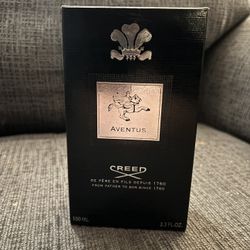 AVENTUS
CREED
DE PÈRE EN FILS DEPUIS 1760
FROM FATHER TO SON SINCE 1760
100 ML
3.3 FL.OZ